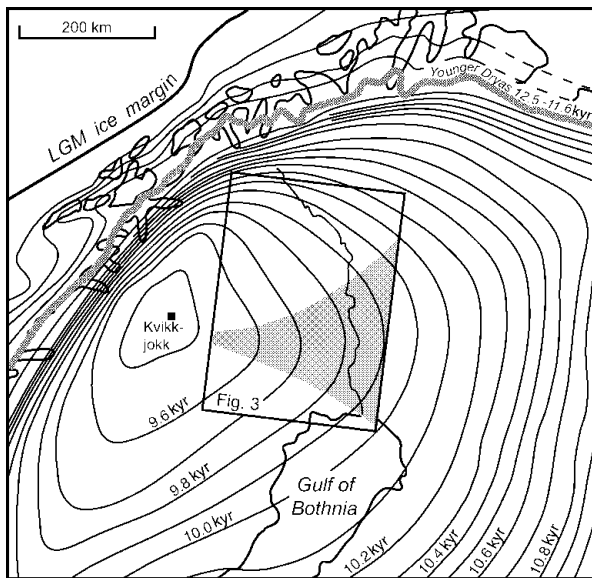 200 km
LGM ice margin
Younger Dryas 12.5-11.6kyr
Kvikk-
jokk
Fig. 3
9.6 kyr
9.8 kyr
10.0 kyr
Gulf of
Bothnia
10.2 kyr
10.4 kyr
10.6 kyr
10.8 kyr